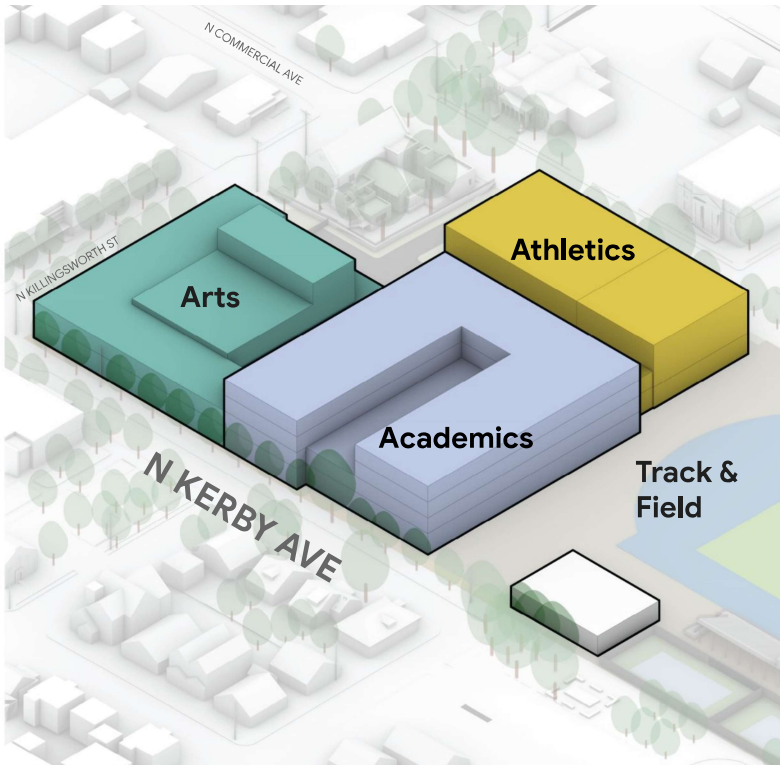 N COMMERCIAL AVE
N KILLINGSWORTH ST
Athletics
Arts
Academics
Track &
Field
N KERBY AVE